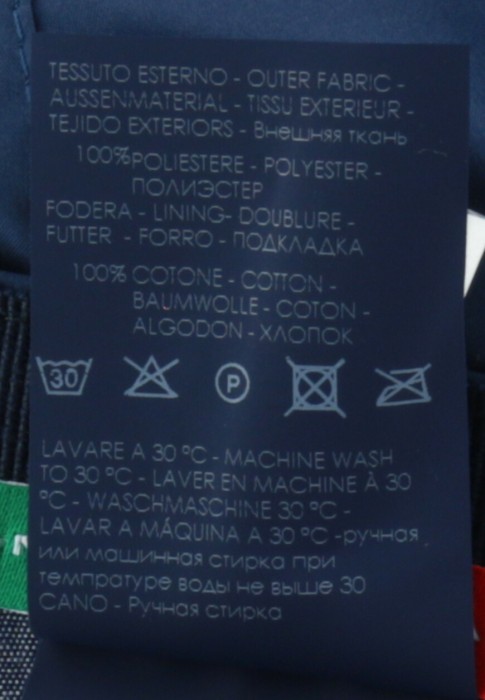 TESSUTO ESTERNO - OUTER FABRIC -
AUSSENMATERIAL - TISSU EXTERIEUR -
TEJIDO EXTERIORS - Внешняя ткань
100% POLIESTERE - POLYESTER -
ПОЛИЭСТЕР
FODERA - LINING- DOUBLURE -
FUTTER - FORRO - ПОДКЛАДКА
100% COTONE - COTTON -
BAUMWOLLE - COTON -
ALGODON - ХЛОПОК
30 P
LAVARE A 30 °C - MACHINE WASH
TO 30 °C - LAVER EN MACHINE À 30
°C - WASCHMASCHINE 30 °C -
LAVAR A MÁQUINA A 30 °C -ручная
или машинная стирка при
темпратуре воды не выше 30
CANO - Ручная стирка